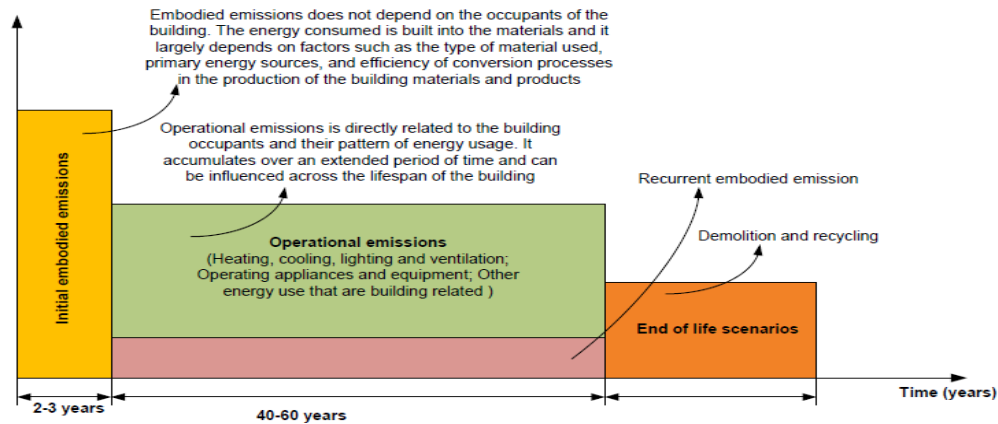 Embodied emissions does not depend on the occupants of the
building. The energy consumed is built into the materials and it
largely depends on factors such as the type of material used,
primary energy sources, and efficiency of conversion processes
in the production of the building materials and products
Operational emissions is directly related to the building
occupants and their pattern of energy usage. It
accumulates over an extended period of time and can
be influenced across the lifespan of the building
Recurrent embodied emission
Demolition and recycling
Initial embodied emissions
Operational emissions
(Heating, cooling, lighting and ventilation;
Operating appliances and equipment; Other
energy use that are building related )
End of life scenarios
Time (years)
2-3 years
40-60 years